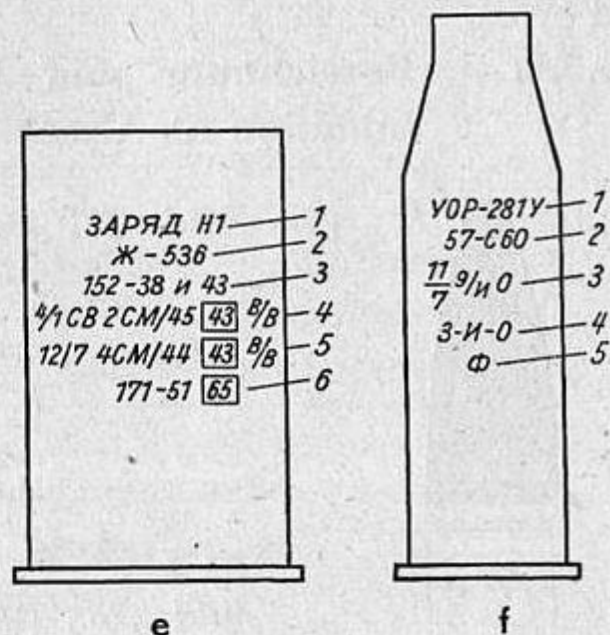 ЗАРЯД Н1 1
Ж-536 2
152-38 и 43 3
4/1 СВ 2СМ/45 43 В/В 4
12/7 4СМ/44 43 В/В 5
171-51 65 6
e
УОР-281У 1
57-С60 2
11/7 9/и О 3
З-И-О 4
Ф 5
f